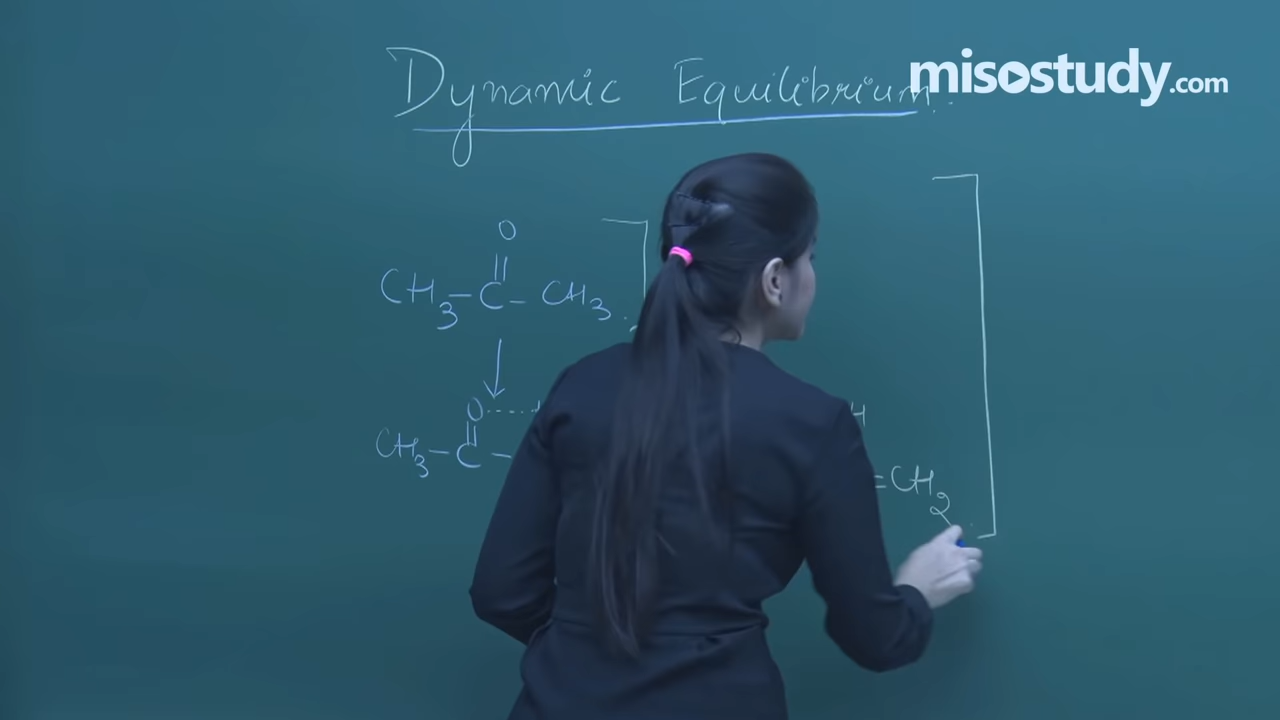 Dynamic Equilibrium.
misostudy.com
O
||
CH3 – C – CH3.
O
||
CH3 – C –
H
=CH2